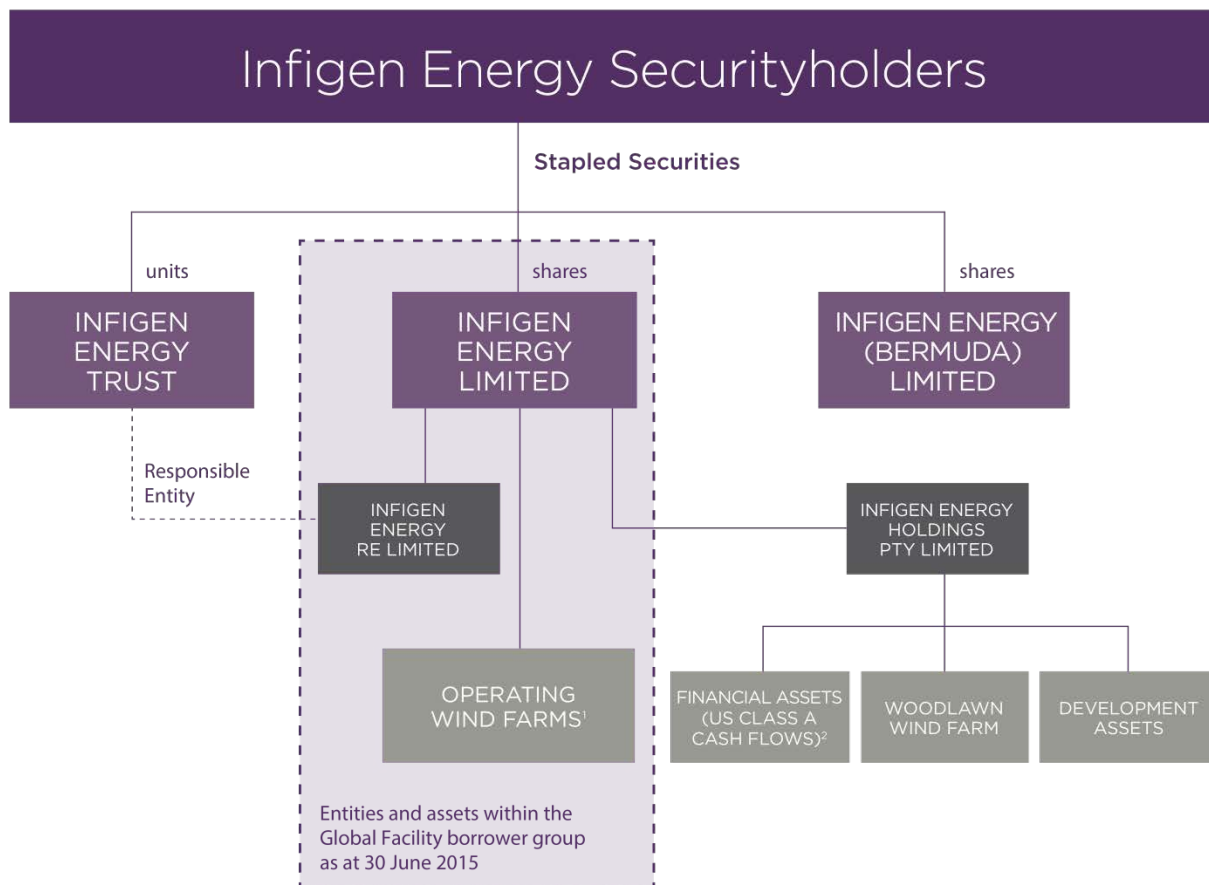 Infigen Energy Securityholders
Stapled Securities
units
shares
shares
INFIGEN
ENERGY
TRUST
INFIGEN
ENERGY
LIMITED
INFIGEN ENERGY
(BERMUDA)
LIMITED
Responsible
Entity
INFIGEN
ENERGY
RE LIMITED
INFIGEN ENERGY
HOLDINGS
PTY LIMITED
OPERATING
WIND FARMS¹
FINANCIAL ASSETS
(US CLASS A
CASH FLOWS)²
WOODLAWN
WIND FARM
DEVELOPMENT
ASSETS
Entities and assets within the
Global Facility borrower group
as at 30 June 2015